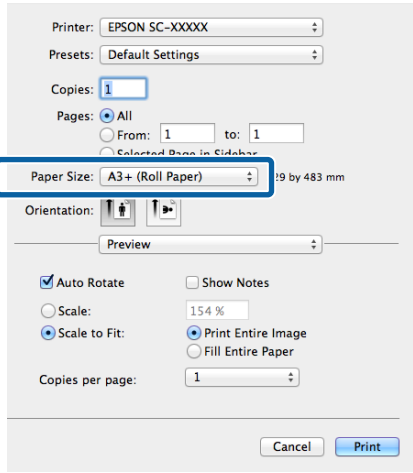 Printer: EPSON SC-XXXXX
Presets: Default Settings
Copies: 1
Pages: All
From: 1 to: 1
Selected Page in Sidebar
Paper Size: A3+ (Roll Paper) 29 by 483 mm
Orientation:
Preview
Auto Rotate Show Notes
Scale: 154 %
Scale to Fit: Print Entire Image
Fill Entire Paper
Copies per page: 1
Cancel Print